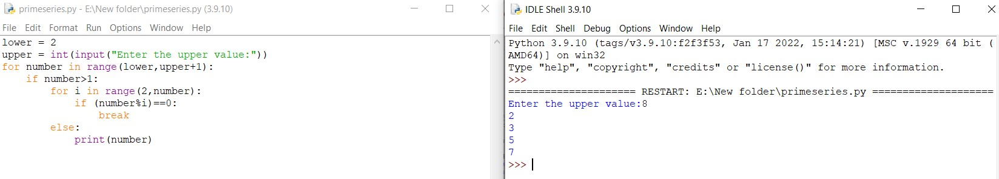 primeseries.py - E:\New folder\primeseries.py (3.9.10)
File Edit Format Run Options Window Help
lower = 2
upper = int(input("Enter the upper value:"))
for number in range(lower,upper+1):
    if number>1:
        for i in range(2,number):
            if (number%i)==0:
                break
        else:
            print(number)
IDLE Shell 3.9.10
File Edit Shell Debug Options Window Help
Python 3.9.10 (tags/v3.9.10:f2f3f53, Jan 17 2022, 15:14:21) [MSC v.1929 64 bit (
AMD64)] on win32
Type "help", "copyright", "credits" or "license()" for more information.
>>>
===================== RESTART: E:\New folder\primeseries.py ====================
Enter the upper value:8
2
3
5
7
>>>